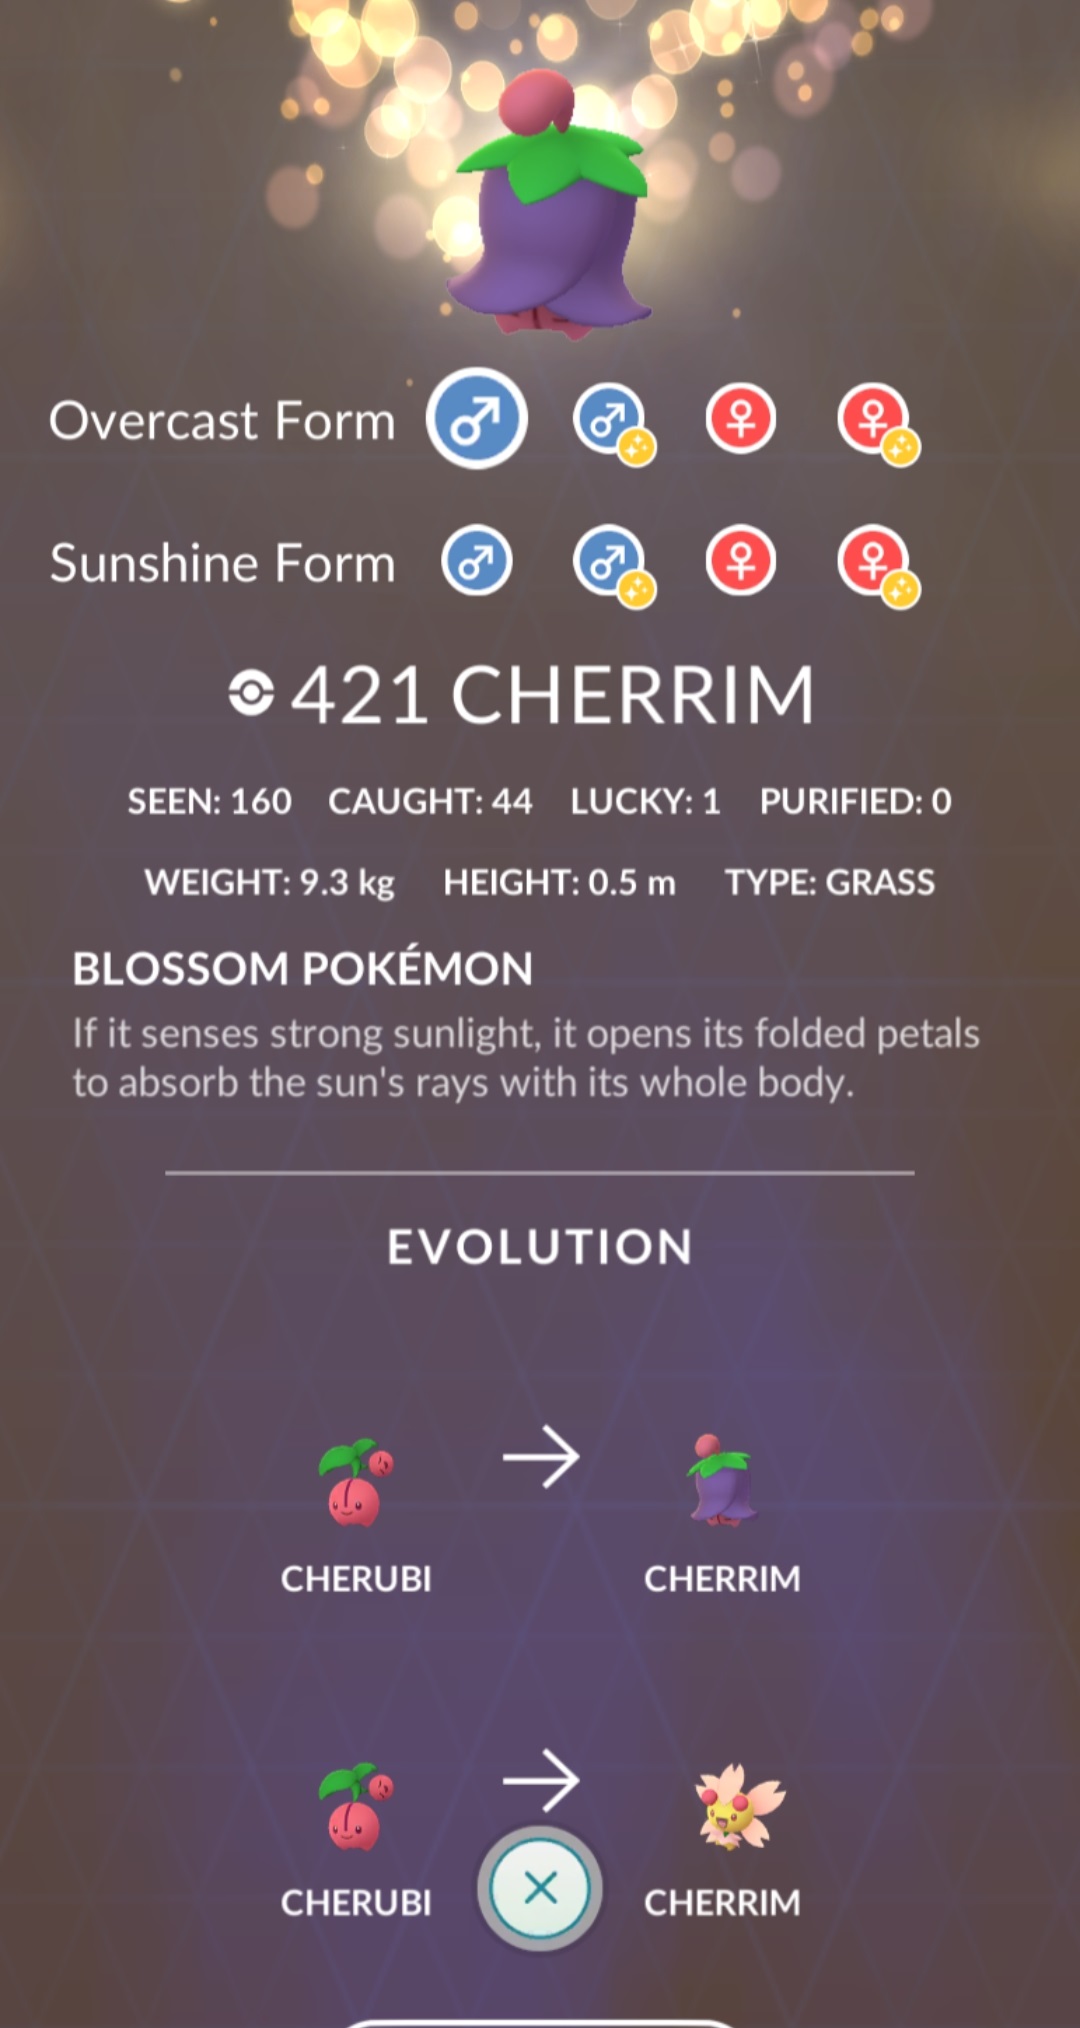 Overcast Form
Sunshine Form
421 CHERRIM
SEEN: 160 CAUGHT: 44 LUCKY: 1 PURIFIED: 0
WEIGHT: 9.3 kg HEIGHT: 0.5 m TYPE: GRASS
BLOSSOM POKÉMON
If it senses strong sunlight, it opens its folded petals
to absorb the sun's rays with its whole body.
EVOLUTION
CHERUBI CHERRIM
CHERUBI CHERRIM